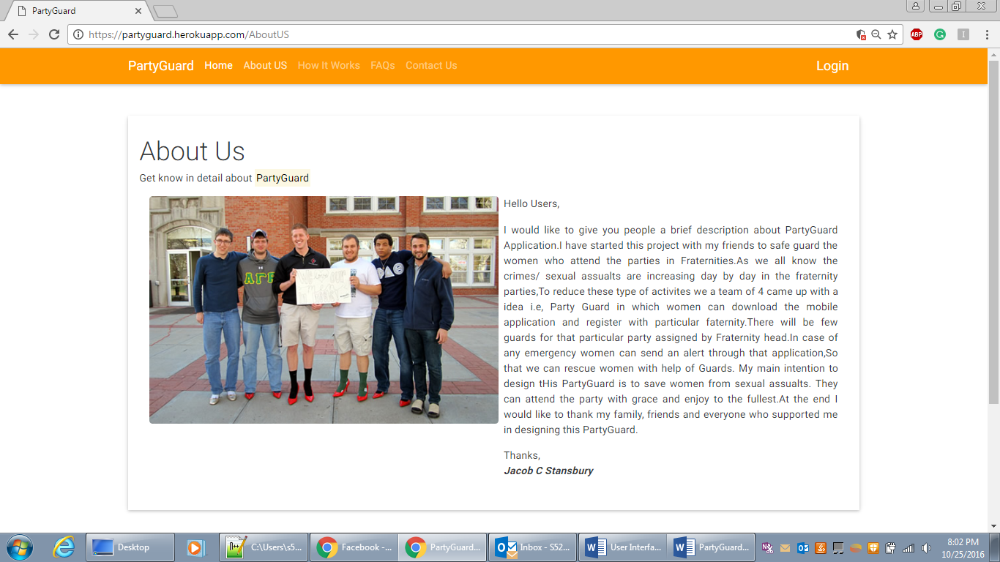 PartyGuard
https://partyguard.herokuapp.com/AboutUS
ABP
PartyGuard Home About US How It Works FAQs Contact Us Login
About Us
Get know in detail about PartyGuard
ΑΓΡ
Hello Users,
I would like to give you people a brief description about PartyGuard
Application.I have started this project with my friends to safe guard the
women who attend the parties in Fraternities.As we all know the
crimes/ sexual assualts are increasing day by day in the fraternity
parties,To reduce these type of activites we a team of 4 came up with a
idea i.e, Party Guard in which women can download the mobile
application and register with particular faternity.There will be few
guards for that particular party assigned by Fraternity head.In case of
any emergency women can send an alert through that application,So
that we can rescue women with help of Guards. My main intention to
design tHis PartyGuard is to save women from sexual assualts. They
can attend the party with grace and enjoy to the fullest.At the end I
would like to thank my family, friends and everyone who supported me
in designing this PartyGuard.
Thanks,
Jacob C Stansbury
Desktop C:\Users\s5... Facebook -... PartyGuard... Inbox - S52... User Interfa... PartyGuard... 8:02 PM
10/25/2016